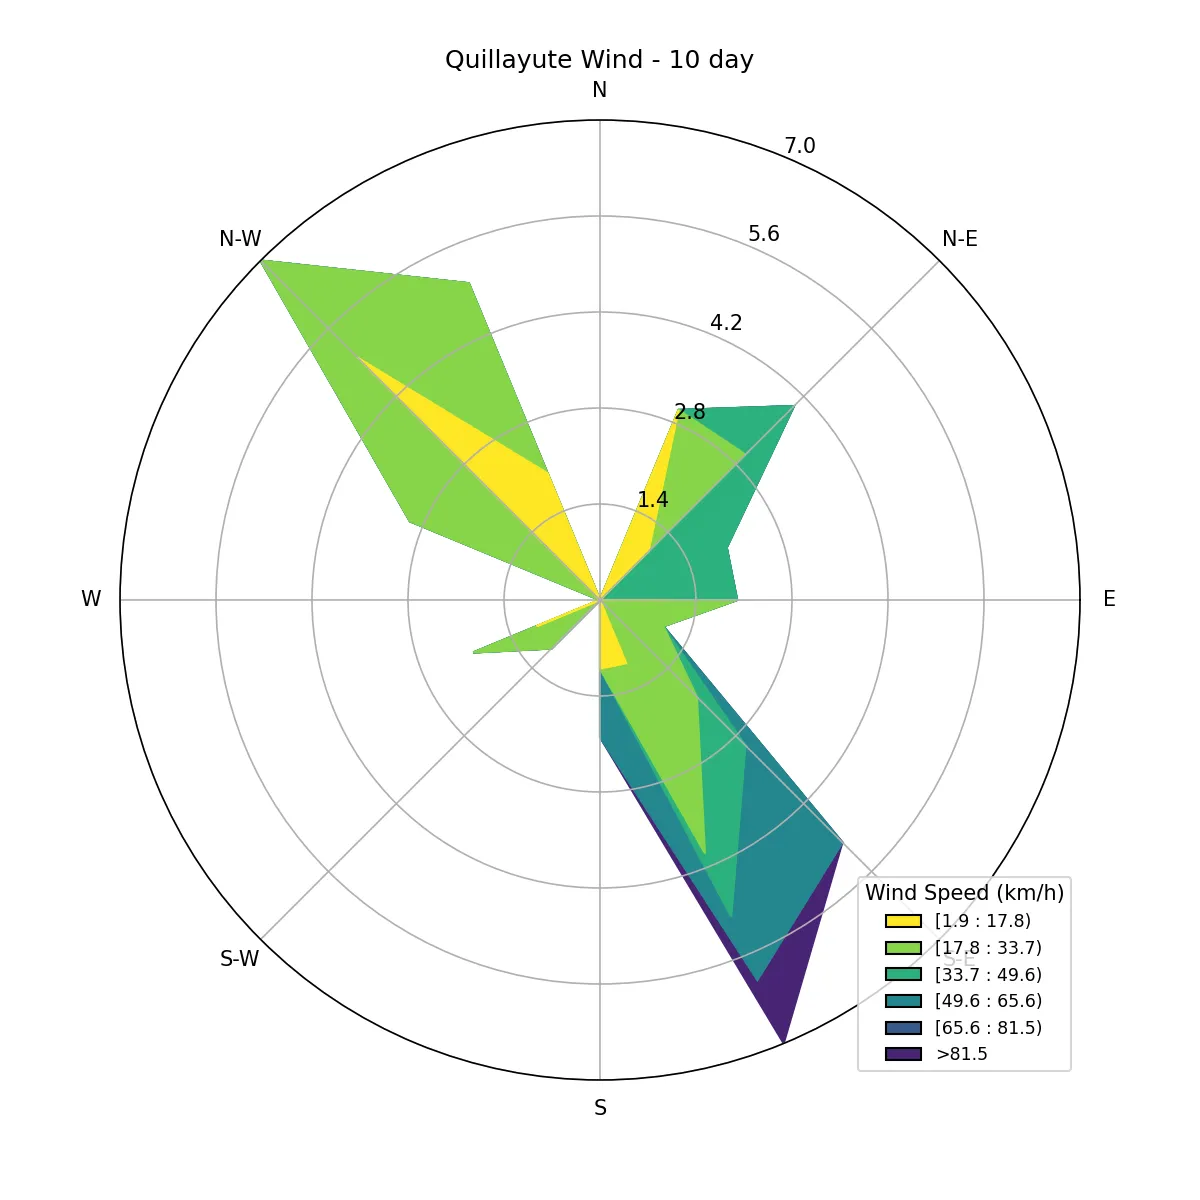 Quillayute Wind - 10 day
N
7.0
5.6
N-W
N-E
4.2
2.8
1.4
W
E
Wind Speed (km/h)
[1.9 : 17.8)
[17.8 : 33.7)
S-W
S-E
[33.7 : 49.6)
[49.6 : 65.6)
[65.6 : 81.5)
>81.5
S